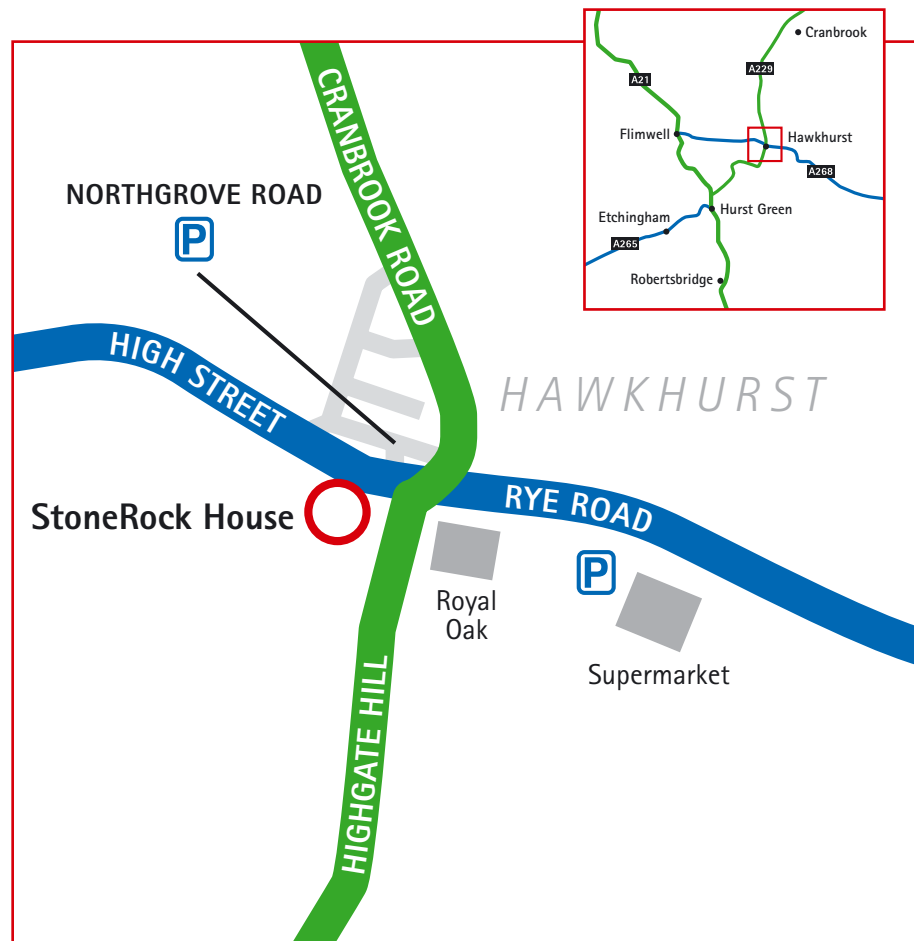 Cranbrook
A21
A229
Flimwell
Hawkhurst
A268
Etchingham
Hurst Green
A265
Robertsbridge
CRANBROOK ROAD
NORTHGROVE ROAD
P
HIGH STREET
HAWKHURST
StoneRock House
RYE ROAD
P
Royal
Oak
Supermarket
HIGHGATE HILL